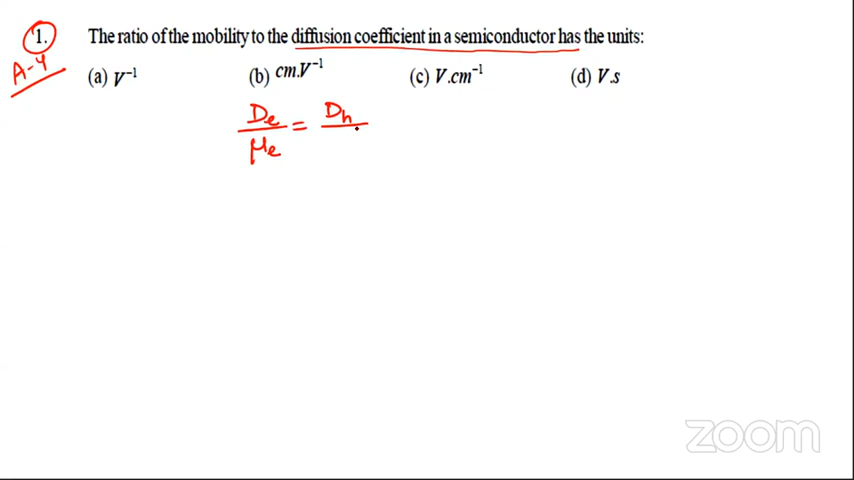 1. The ratio of the mobility to the diffusion coefficient in a semiconductor has the units:
A-4
(a) V⁻¹ (b) cm.V⁻¹ (c) V.cm⁻¹ (d) V.s
De/μe = Dh/
zoom